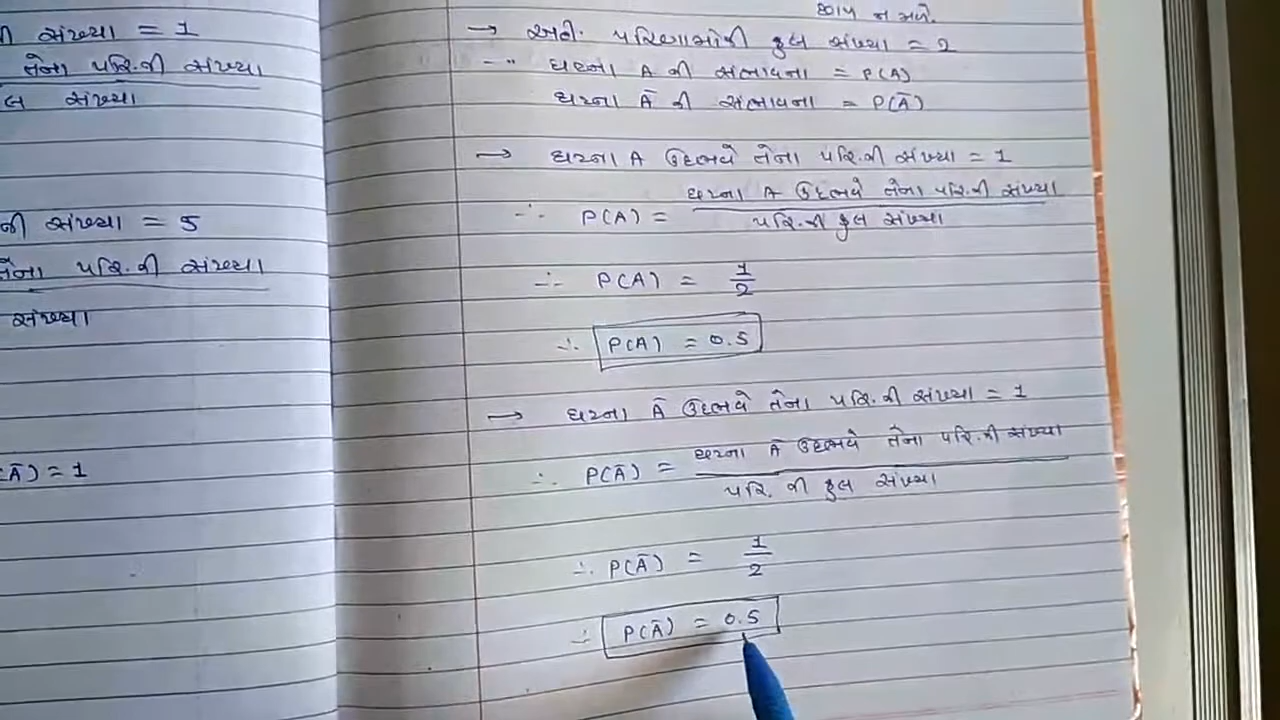 ની સંખ્યા = 1
તેના પરિ.ની સંખ્યા
લ સંખ્યા
ની સંખ્યા = 5
તેના પરિ.ની સંખ્યા
સંખ્યા
(Ā) = 1
ન મળે.
→ અહીં પરિણામોની કુલ સંખ્યા = 2
ઘટના A ની સંભાવના = P(A)
ઘટના Ā ની સંભાવના = P(Ā)
→ ઘટના A ઉદ્ભવે તેના પરિ.ની સંખ્યા = 1
ઘટના A ઉદ્ભવે તેના પરિ.ની સંખ્યા
∴ P(A) =
પરિ.ની કુલ સંખ્યા
∴ P(A) = 1/2
∴ P(A) = 0.5
→ ઘટના Ā ઉદ્ભવે તેના પરિ.ની સંખ્યા = 1
ઘટના Ā ઉદ્ભવે તેના પરિ.ની સંખ્યા
∴ P(Ā) =
પરિ. ની કુલ સંખ્યા
∴ P(Ā) = 1/2
∴ P(Ā) = 0.5